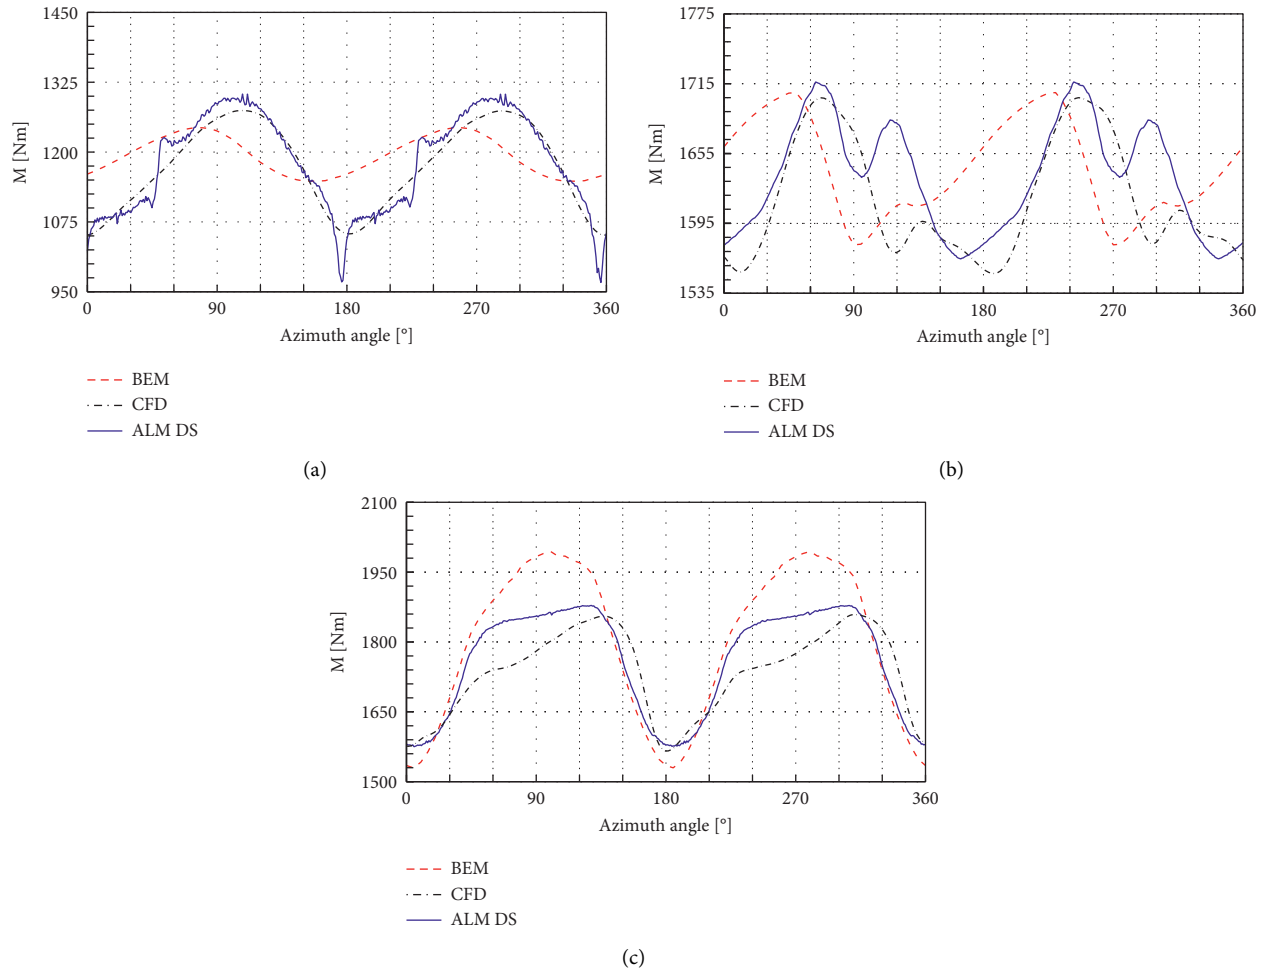 1450
1325
1200
1075
950
M [Nm]
0 90 180 270 360
Azimuth angle [°]
BEM
CFD
ALM DS
(a)
1775
1715
1655
1595
1535
M [Nm]
0 90 180 270 360
Azimuth angle [°]
BEM
CFD
ALM DS
(b)
2100
1950
1800
1650
1500
M [Nm]
0 90 180 270 360
Azimuth angle [°]
BEM
CFD
ALM DS
(c)